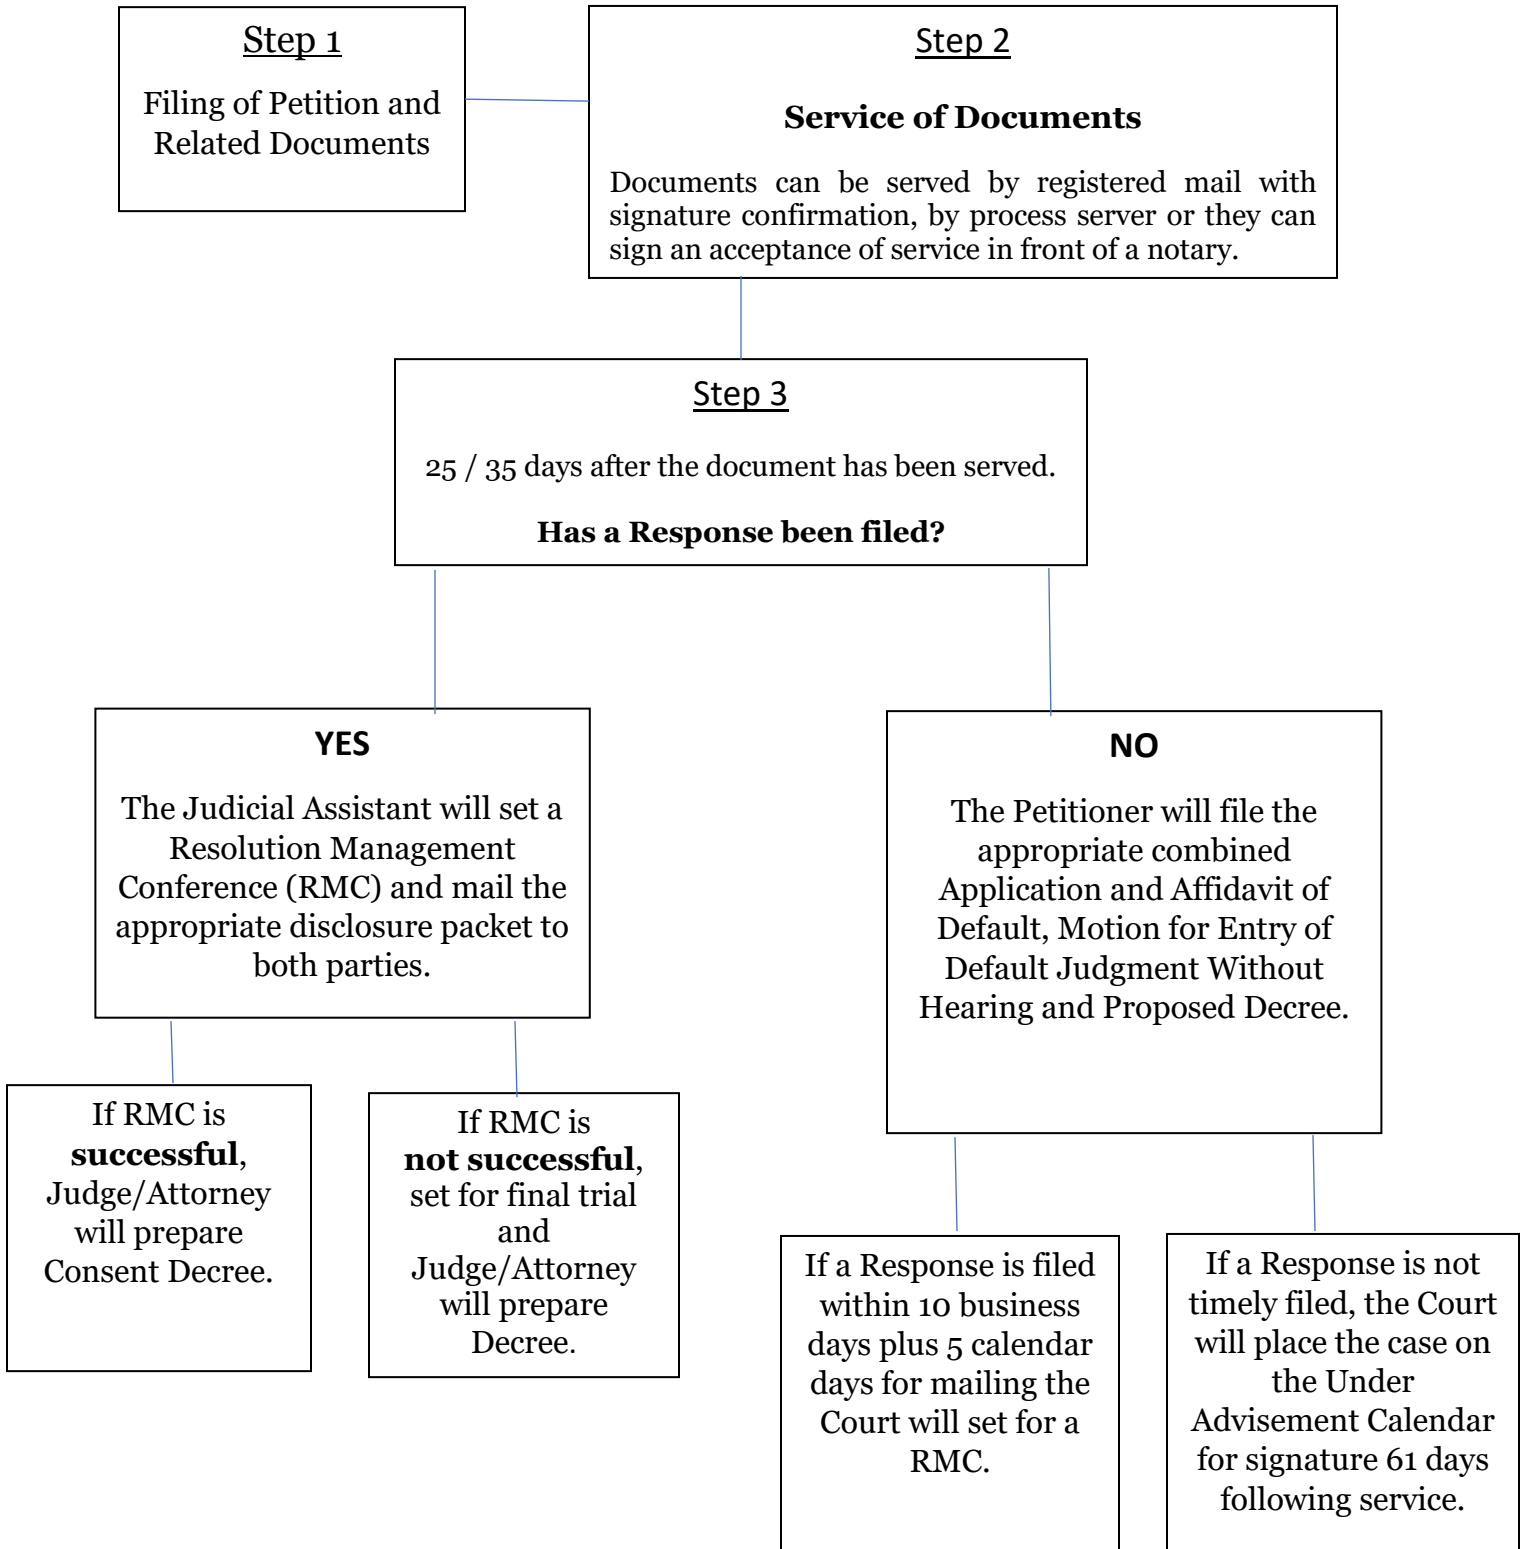 Step 1
Filing of Petition and
Related Documents
Step 2
Service of Documents
Documents can be served by registered mail with
signature confirmation, by process server or they can
sign an acceptance of service in front of a notary.
Step 3
25 / 35 days after the document has been served.
Has a Response been filed?
YES
The Judicial Assistant will set a
Resolution Management
Conference (RMC) and mail the
appropriate disclosure packet to
both parties.
NO
The Petitioner will file the
appropriate combined
Application and Affidavit of
Default, Motion for Entry of
Default Judgment Without
Hearing and Proposed Decree.
If RMC is
successful,
Judge/Attorney
will prepare
Consent Decree.
If RMC is
not successful,
set for final trial
and
Judge/Attorney
will prepare
Decree.
If a Response is filed
within 10 business
days plus 5 calendar
days for mailing the
Court will set for a
RMC.
If a Response is not
timely filed, the Court
will place the case on
the Under
Advisement Calendar
for signature 61 days
following service.